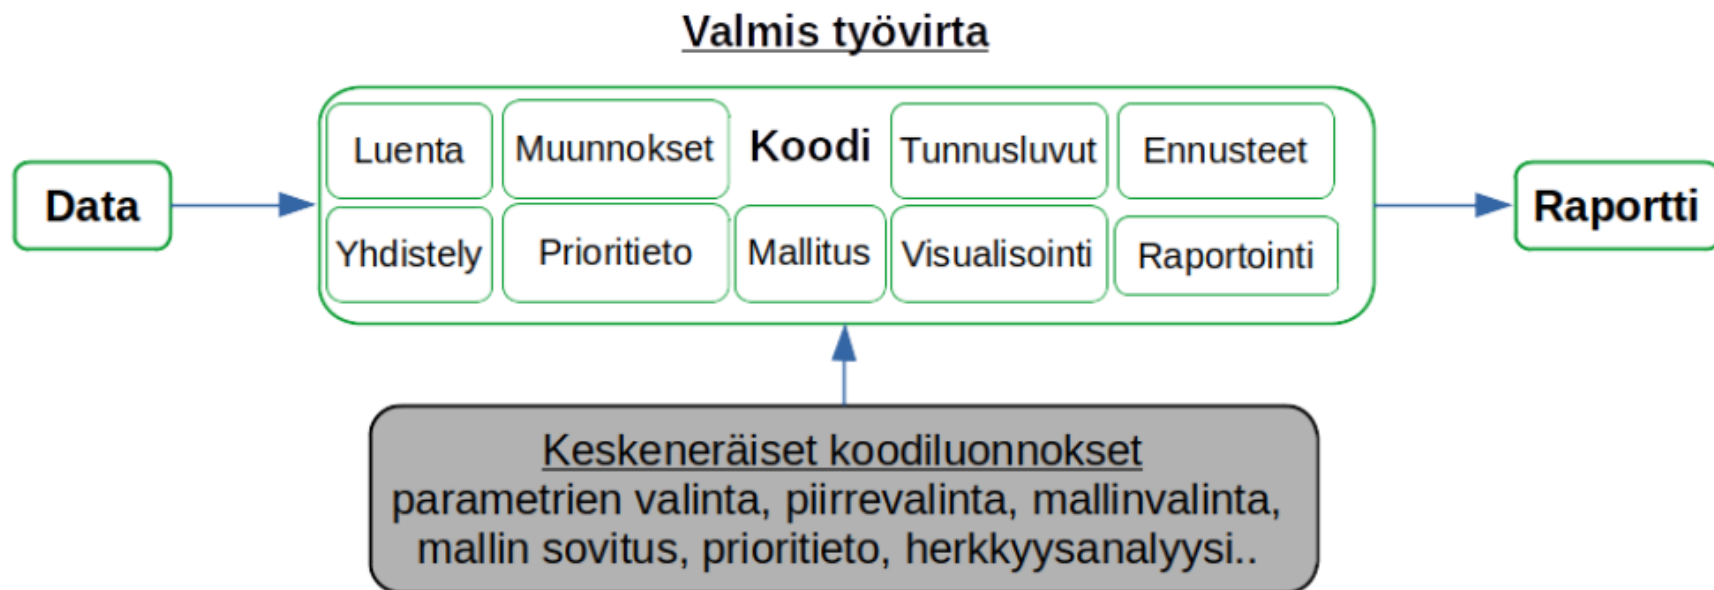 Valmis työvirta
Data
Luenta
Muunnokset
Koodi
Tunnusluvut
Ennusteet
Yhdistely
Prioritieto
Mallitus
Visualisointi
Raportointi
Raportti
Keskeneräiset koodiluonnokset
parametrien valinta, piirrevalinta, mallinvalinta,
mallin sovitus, prioritieto, herkkyysanalyysi..